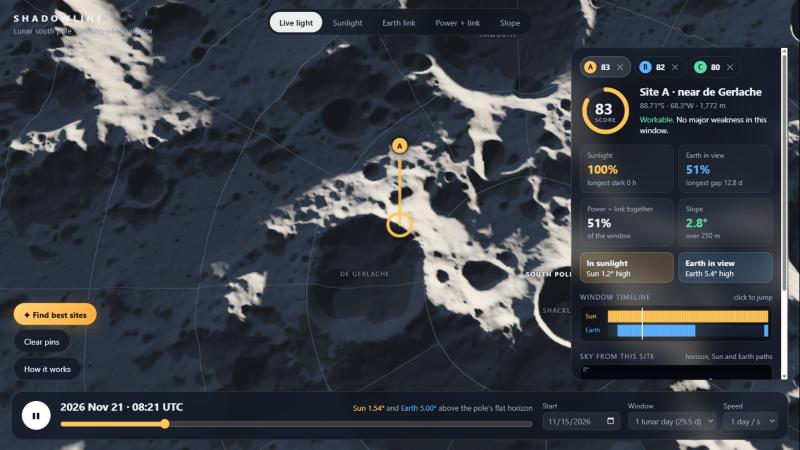 SHADOWLINE
Lunar south pole
Live light
Sunlight
Earth link
Power + link
Slope
HAWORTH
A 83 ×
B 82 ×
C 80 ×
83
SCORE
Site A · near de Gerlache
88.71°S · 68.3°W · 1,772 m
Workable. No major weakness in this
window.
Sunlight
100%
longest dark 0 h
Earth in view
51%
longest gap 12.8 d
Power + link together
51%
of the window
Slope
2.8°
over 250 m
In sunlight
Sun 1.2° high
Earth in view
Earth 5.4° high
WINDOW TIMELINE
click to jump
Sun
Earth
SKY FROM THIS SITE
horizon, Sun and Earth paths
8°
A
DE GERLACHE
SOUTH POL
SHACKL
✦ Find best sites
Clear pins
How it works
2026 Nov 21 · 08:21 UTC
Sun 1.54° and Earth 5.00° above the pole's flat horizon
Start
11/15/2026
Window
1 lunar day (29.5 d)
Speed
1 day / s